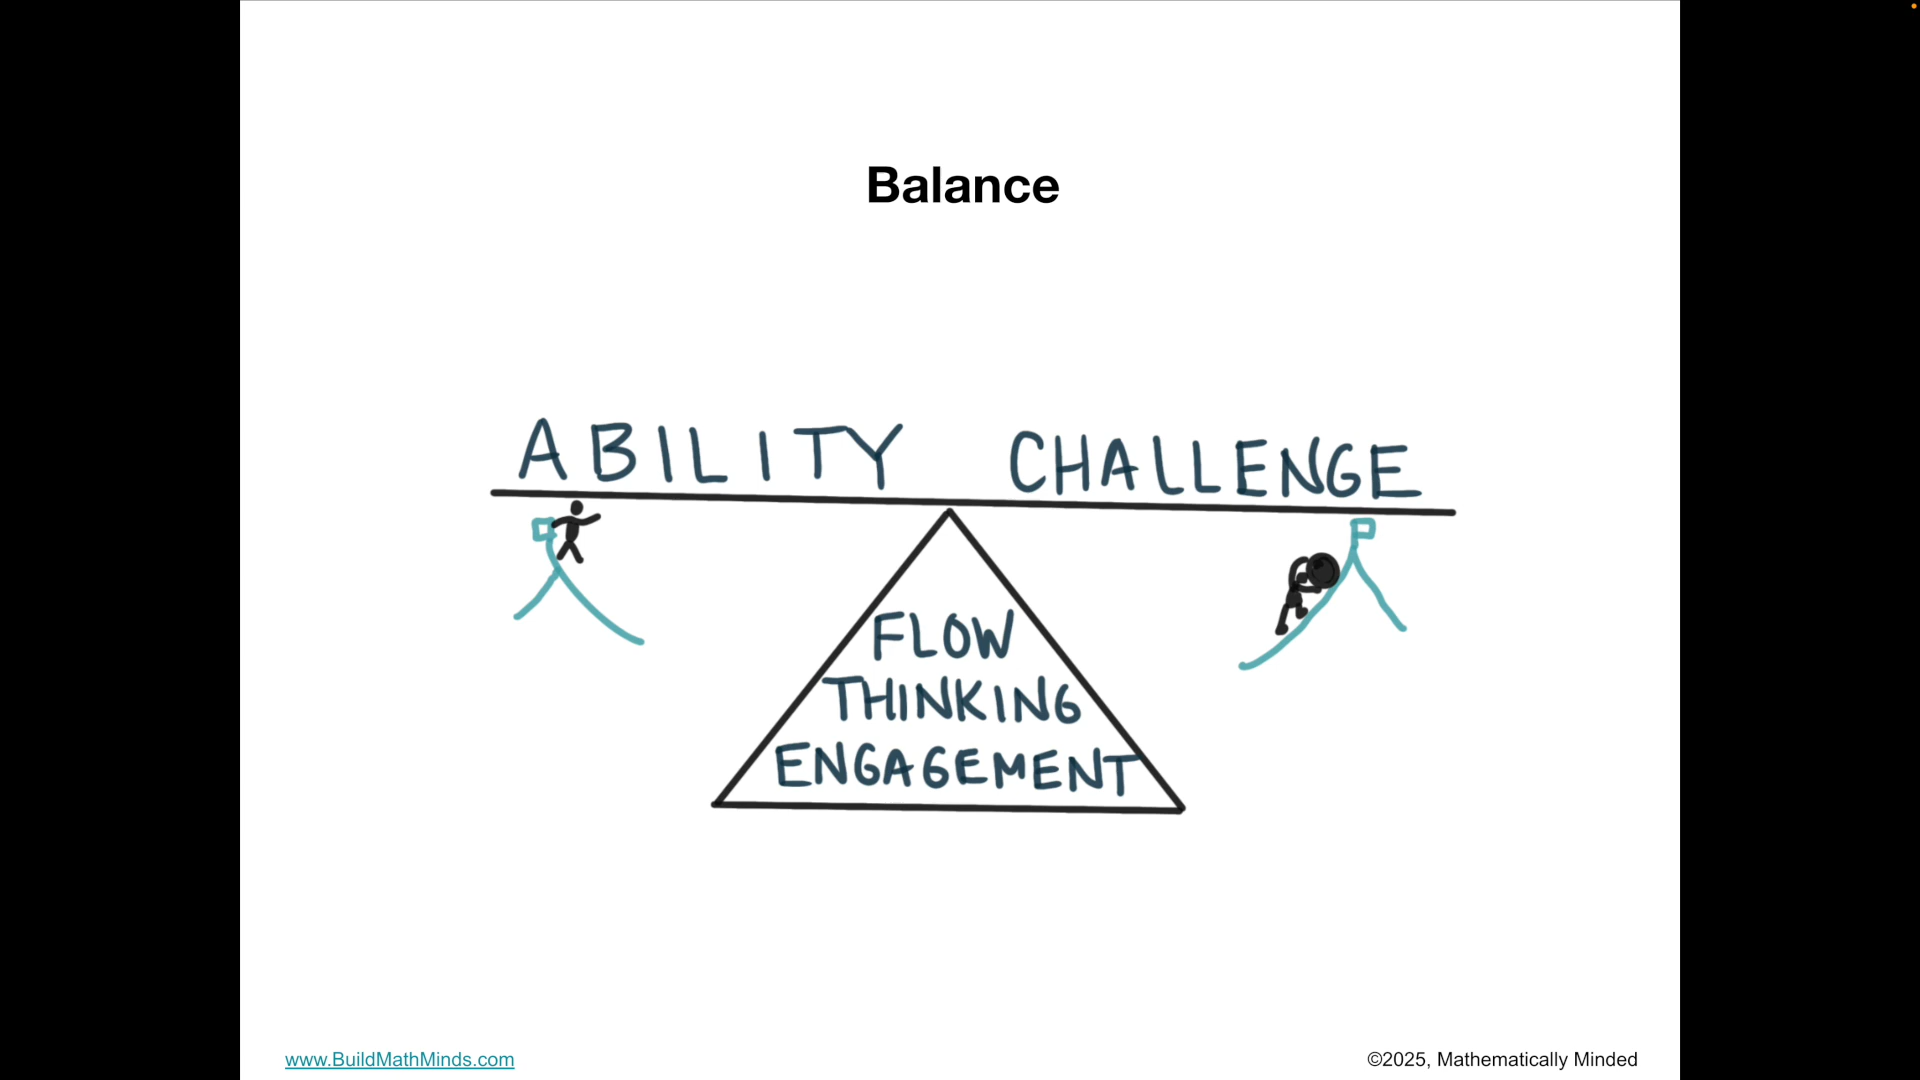 Balance
ABILITY CHALLENGE
FLOW
THINKING
ENGAGEMENT
www.BuildMathMinds.com
©2025, Mathematically Minded